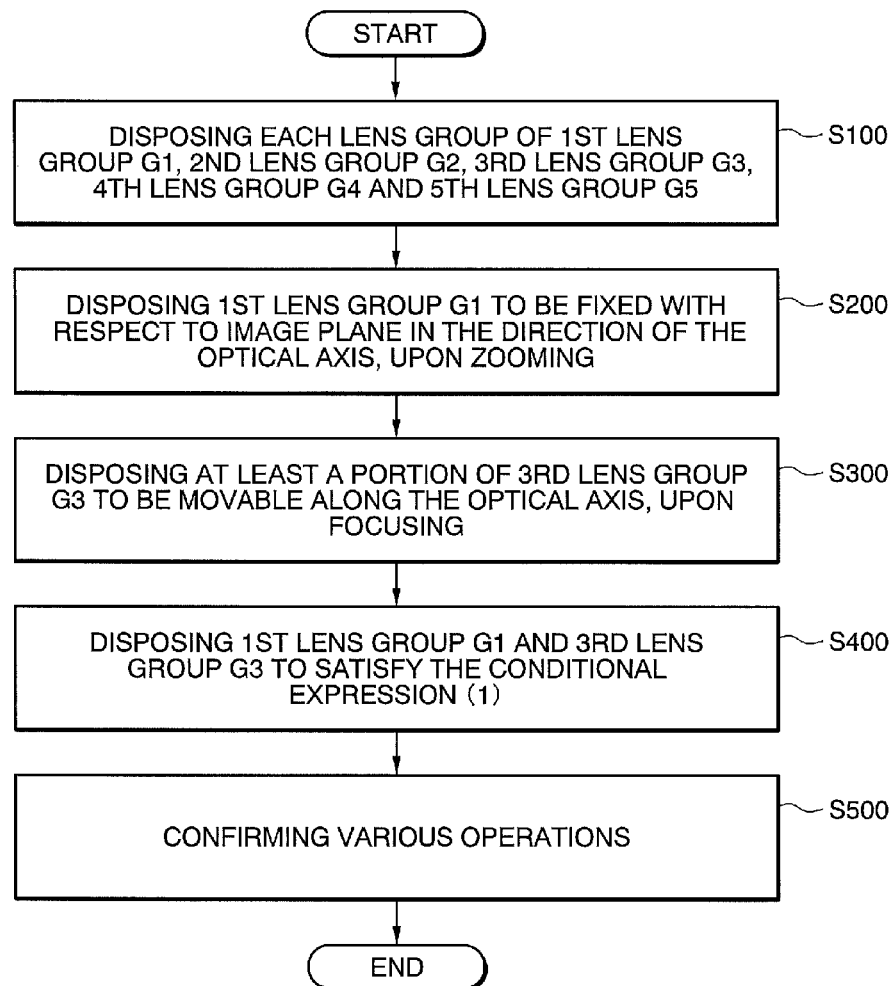 START
DISPOSING EACH LENS GROUP OF 1ST LENS
GROUP G1, 2ND LENS GROUP G2, 3RD LENS GROUP G3,
4TH LENS GROUP G4 AND 5TH LENS GROUP G5
S100
DISPOSING 1ST LENS GROUP G1 TO BE FIXED WITH
RESPECT TO IMAGE PLANE IN THE DIRECTION OF THE
OPTICAL AXIS, UPON ZOOMING
S200
DISPOSING AT LEAST A PORTION OF 3RD LENS GROUP
G3 TO BE MOVABLE ALONG THE OPTICAL AXIS, UPON
FOCUSING
S300
DISPOSING 1ST LENS GROUP G1 AND 3RD LENS
GROUP G3 TO SATISFY THE CONDITIONAL
EXPRESSION (1)
S400
CONFIRMING VARIOUS OPERATIONS
S500
END